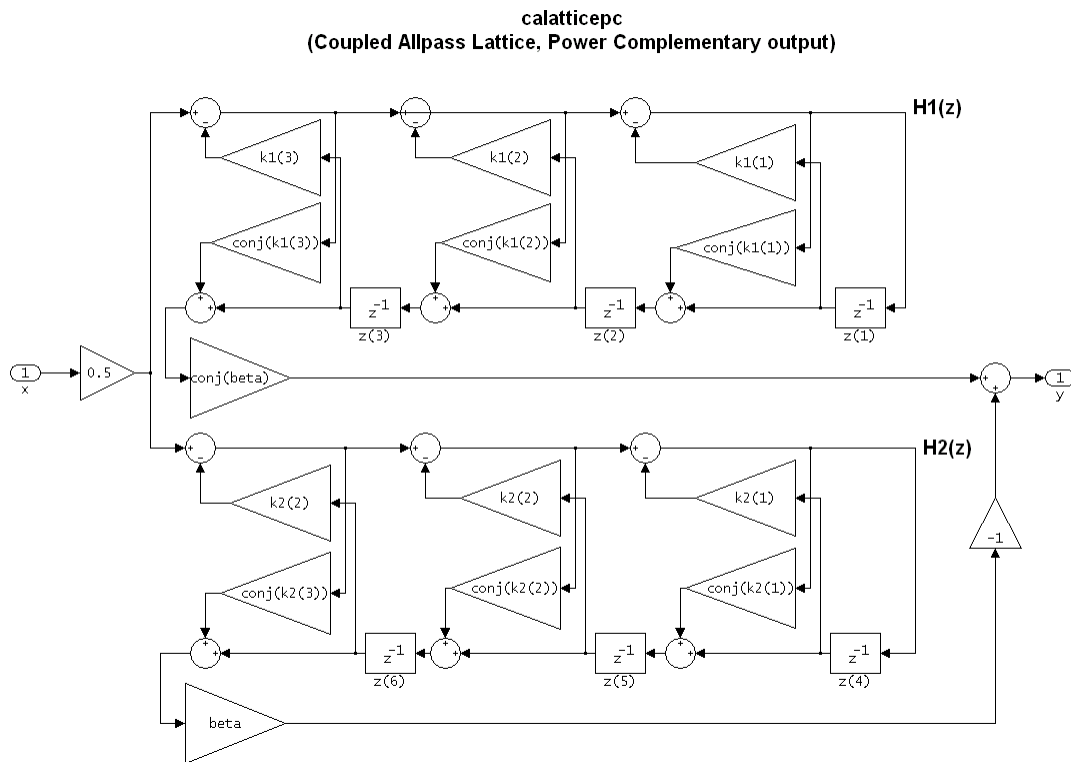 calatticepc
(Coupled Allpass Lattice, Power Complementary output)
H1(z)
+ - + - + -
k1(3) k1(2) k1(1)
conj(k1(3)) conj(k1(2)) conj(k1(1))
+ + + + + +
z-1 z-1 z-1
z(3) z(2) z(1)
1
x
0.5
conj(beta)
+ +
1
y
H2(z)
+ - + - + -
k2(2) k2(2) k2(1)
-1
conj(k2(3)) conj(k2(2)) conj(k2(1))
+ + + + + +
z-1 z-1 z-1
z(6) z(5) z(4)
beta